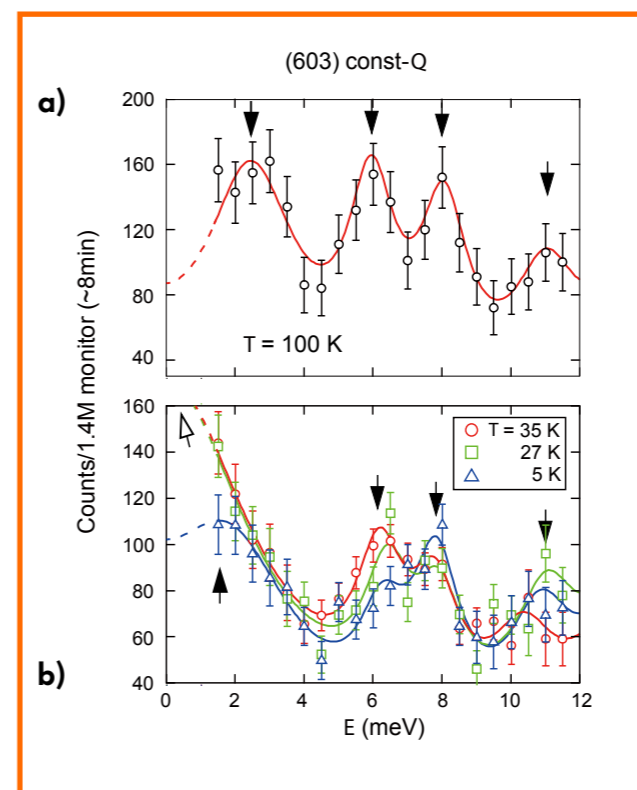 (603) const-Q
a)
200
160
120
80
40
T = 100 K
Counts/1.4M monitor (~8min)
160
140
120
100
80
60
40
T = 35 K
27 K
5 K
b)
0 2 4 6 8 10 12
E (meV)